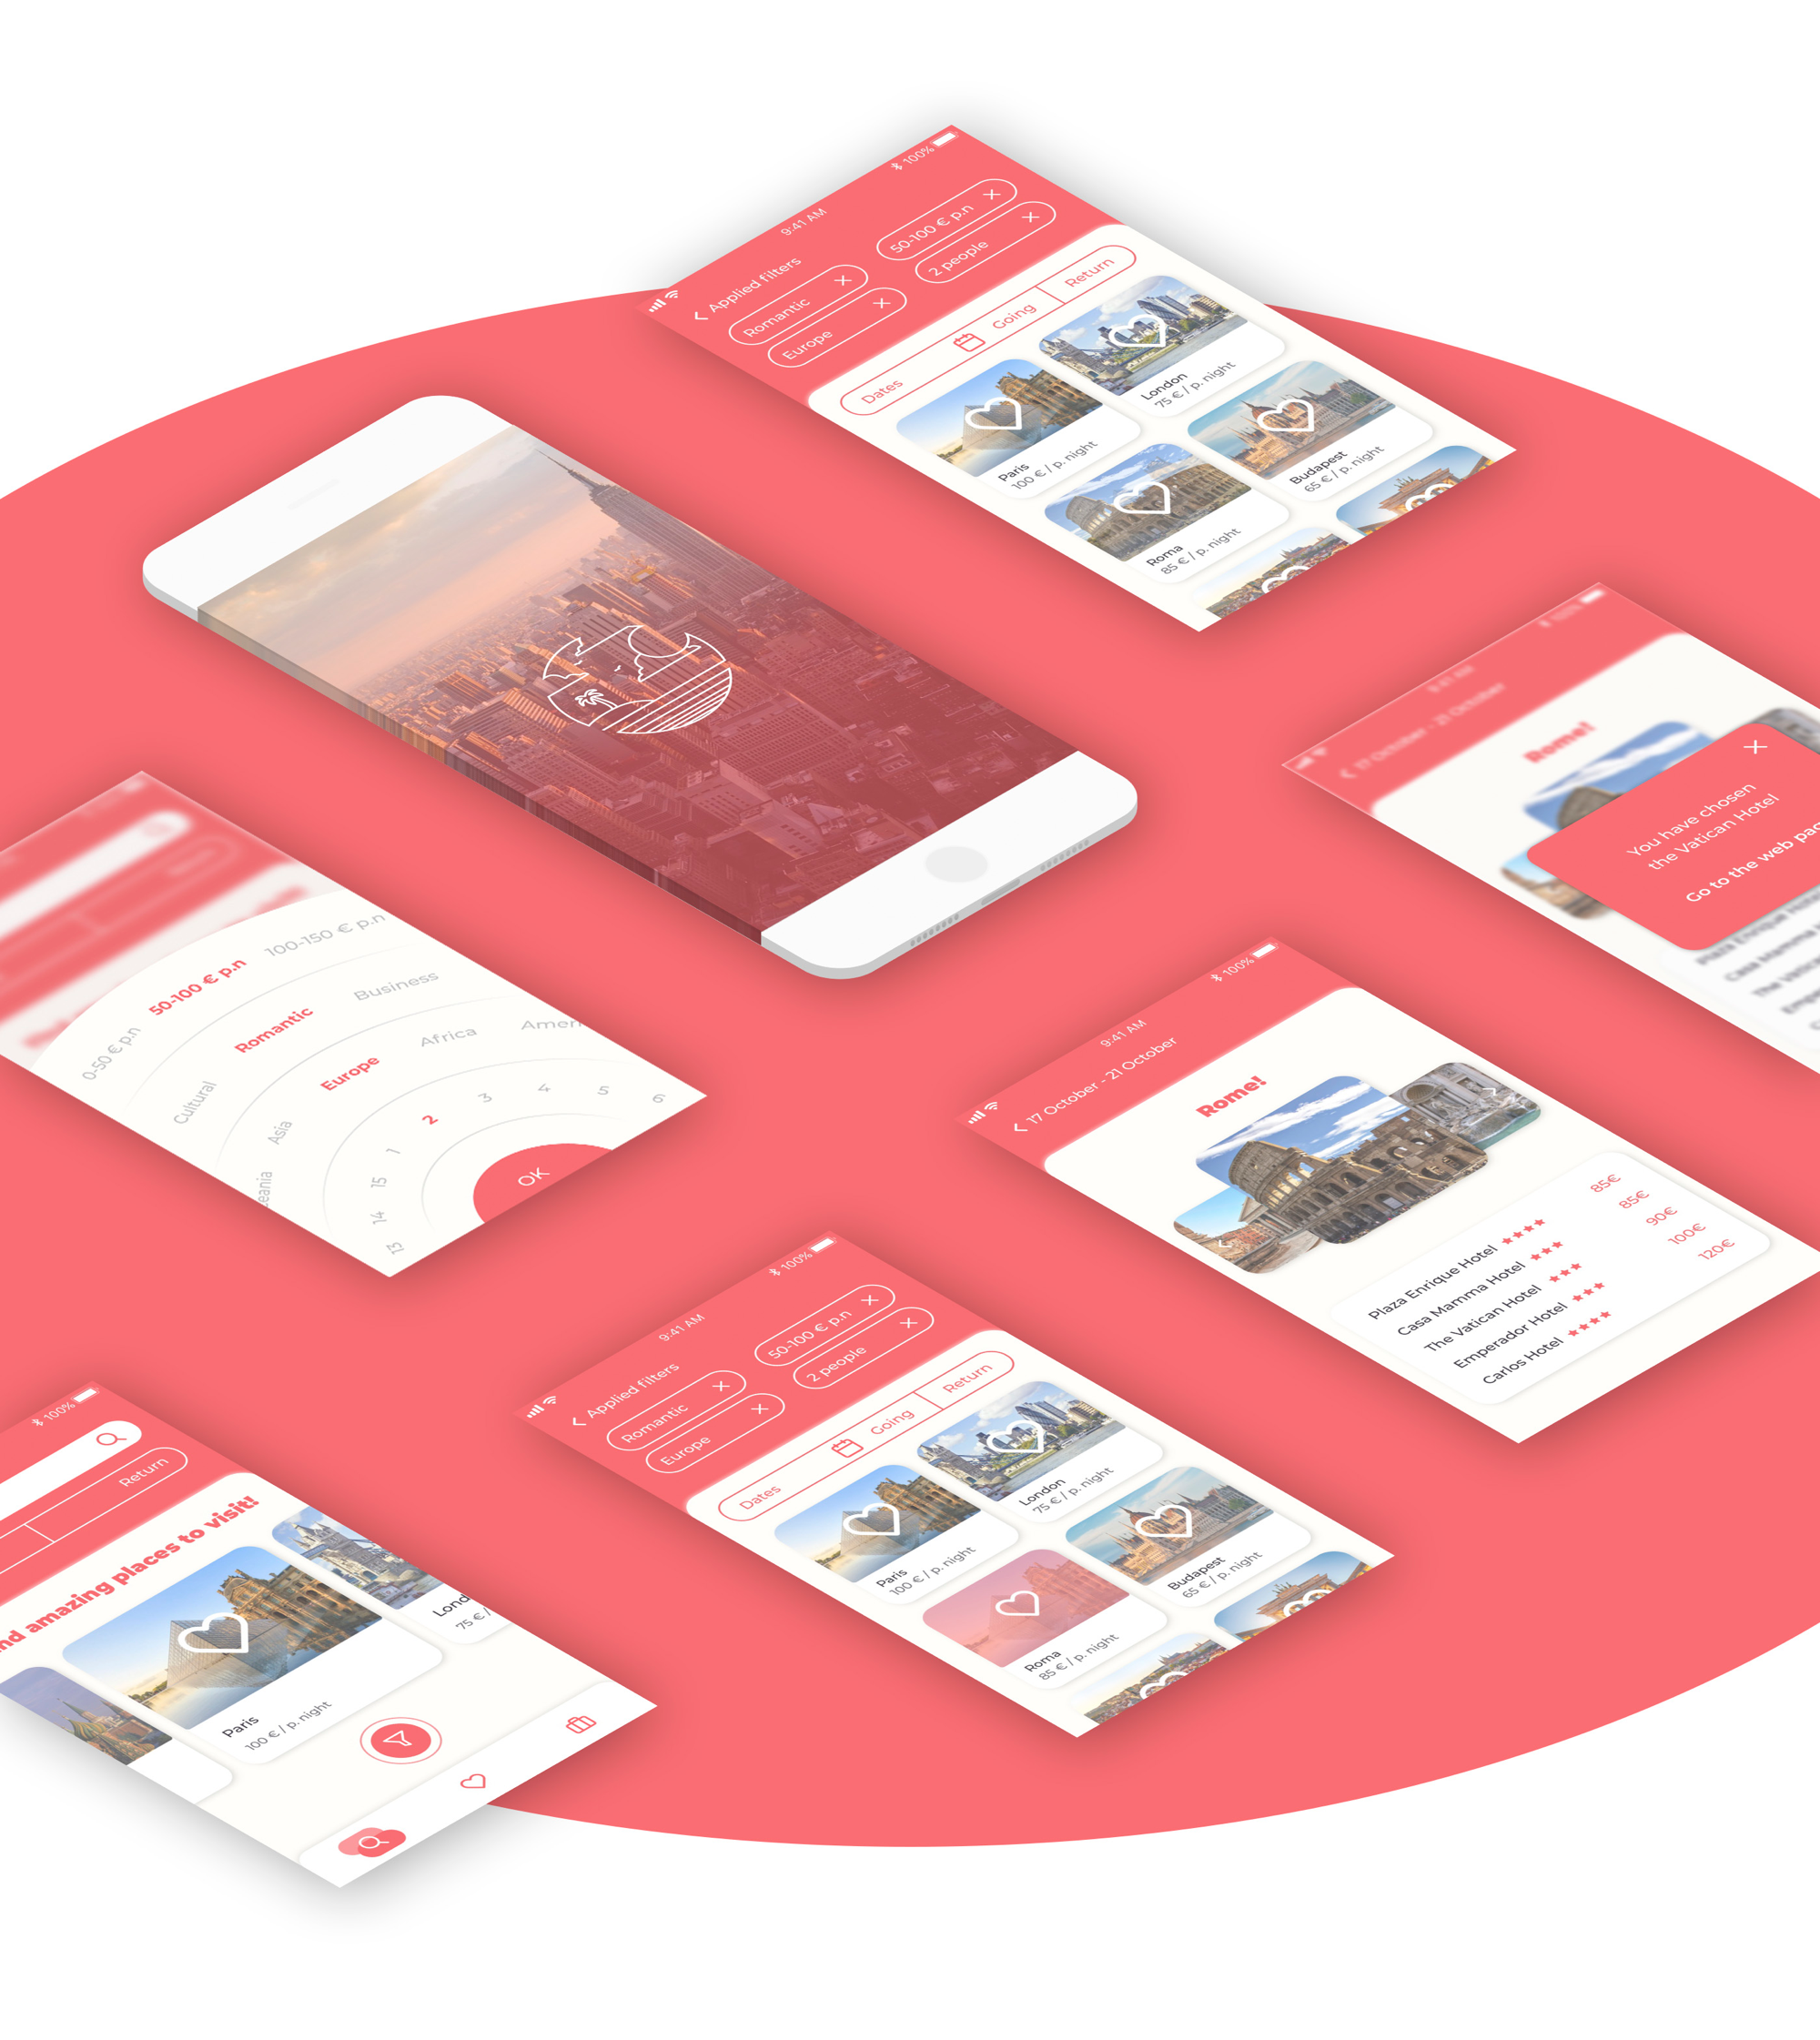 100%
9:41 AM
Applied filters
50-100 € p.n
Romantic
2 people
Europe
Dates
Going
Return
Paris
100 € / p. night
London
75 € / p. night
Roma
85 € / p. night
Budapest
65 € / p. night
9:41 AM
17 October - 21 October
Rome!
You have chosen
the Vatican Hotel
Go to the web
0-50 € p.n
50-100 € p.n
100-150 € p.n
Cultural
Romantic
Business
Asia
Europe
Africa
13
14
15
1
2
3
4
5
6
OK
100%
9:41 AM
17 October - 21 October
Rome!
Plaza Enrique Hotel ★★★★ 85€
Casa Mamma Hotel ★★★ 85€
The Vatican Hotel ★★★ 90€
Emperador Hotel ★★★ 100€
Carlos Hotel ★★★★ 120€
100%
9:41 AM
Applied filters
50-100 € p.n
Romantic
2 people
Europe
Dates
Going
Return
Paris
100 € / p. night
London
75 € / p. night
Roma
85 € / p. night
Budapest
65 € / p. night
100%
Return
amazing places to visit!
Paris
100 € / p. night
75 € /